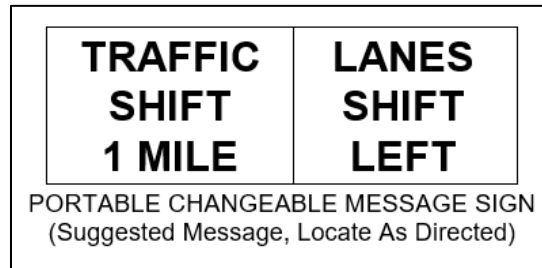 TRAFFIC
SHIFT
1 MILE
LANES
SHIFT
LEFT
PORTABLE CHANGEABLE MESSAGE SIGN
(Suggested Message, Locate As Directed)